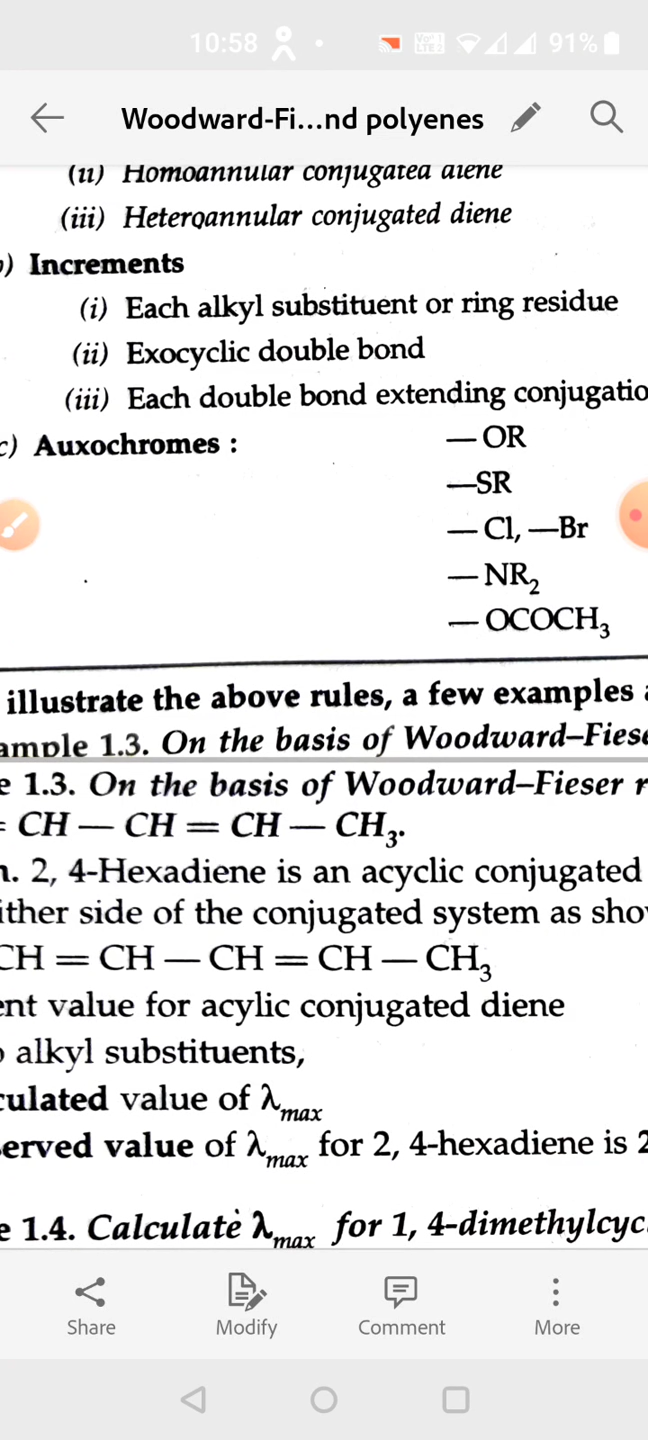 10:58
91%
Woodward-Fi...nd polyenes
(ii) Homoannular conjugated diene
(iii) Heteroannular conjugated diene
) Increments
(i) Each alkyl substituent or ring residue
(ii) Exocyclic double bond
(iii) Each double bond extending conjugatio
c) Auxochromes :
— OR
—SR
— Cl, —Br
— NR2
— OCOCH3
illustrate the above rules, a few examples
ample 1.3. On the basis of Woodward–Fiese
e 1.3. On the basis of Woodward–Fieser r
= CH — CH = CH — CH3.
n. 2, 4-Hexadiene is an acyclic conjugated
ither side of the conjugated system as sho
CH = CH — CH = CH — CH3
ent value for acylic conjugated diene
o alkyl substituents,
culated value of λmax
erved value of λmax for 2, 4-hexadiene is 2
e 1.4. Calculate λmax for 1, 4-dimethylcyc
Share
Modify
Comment
More